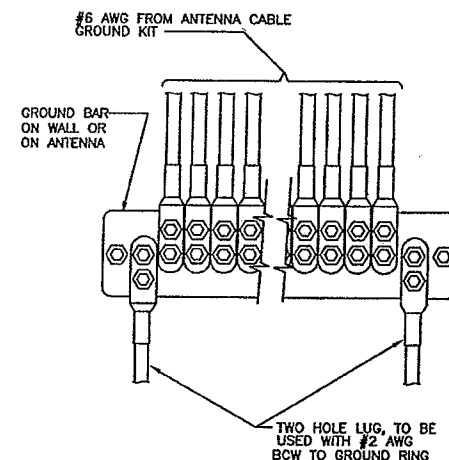 #6 AWG FROM ANTENNA CABLE
GROUND KIT
GROUND BAR
ON WALL OR
ON ANTENNA
TWO HOLE LUG, TO BE
USED WITH #2 AWG
BCW TO GROUND RING